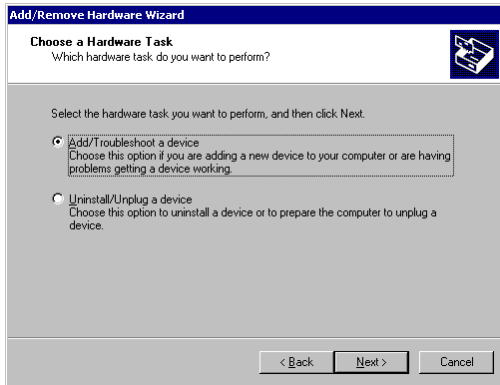 Add/Remove Hardware Wizard
Choose a Hardware Task
Which hardware task do you want to perform?
Select the hardware task you want to perform, and then click Next.
Add/Troubleshoot a device
Choose this option if you are adding a new device to your computer or are having
problems getting a device working.
Uninstall/Unplug a device
Choose this option to uninstall a device or to prepare the computer to unplug a
device.
< Back
Next >
Cancel